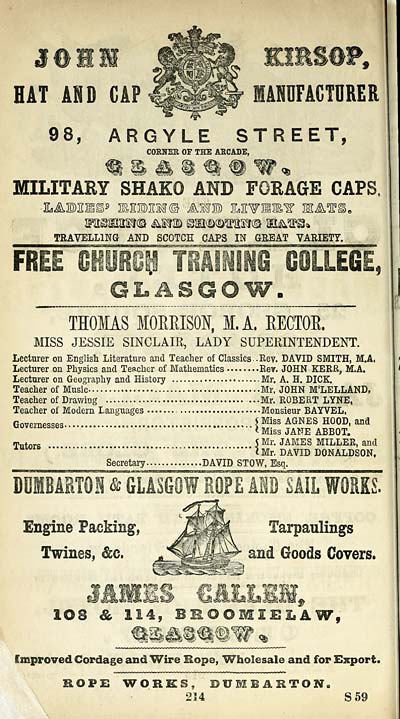 JOHN KIRSOP,
HAT AND CAP MANUFACTURER
98, ARGYLE STREET,
CORNER OF THE ARCADE,
GLASGOW.
MILITARY SHAKO AND FORAGE CAPS.
LADIES' RIDING AND LIVERY HATS.
FISHING AND SHOOTING HATS.
TRAVELLING AND SCOTCH CAPS IN GREAT VARIETY.
FREE CHURCH TRAINING COLLEGE,
GLASGOW.
THOMAS MORRISON, M.A. RECTOR.
MISS JESSIE SINCLAIR, LADY SUPERINTENDENT.
Lecturer on English Literature and Teacher of Classics . Rev. DAVID SMITH, M.A.
Lecturer on Physics and Teacher of Mathematics ........ Rev. JOHN KERR, M.A.
Lecturer on Geography and History ........ Mr. A. H. DICK.
Teacher of Music ........ Mr. JOHN M'LELLAND,
Teacher of Drawing ........ Mr. ROBERT LYNE,
Teacher of Modern Languages ........ Monsieur BAYVEL,
Governesses ........ { Miss AGNES HOOD, and
{ Miss JANE ABBOT.
Tutors ........ { Mr. JAMES MILLER, and
{ Mr. DAVID DONALDSON,
Secretary ........ DAVID STOW, Esq.
DUMBARTON & GLASGOW ROPE AND SAIL WORKS.
Engine Packing, Tarpaulings
Twines, &c. and Goods Covers.
JAMES CALLEN,
108 & 114, BROOMIELAW,
GLASGOW.
Improved Cordage and Wire Rope, Wholesale and for Export.
ROPE WORKS, DUMBARTON.
214 S 59